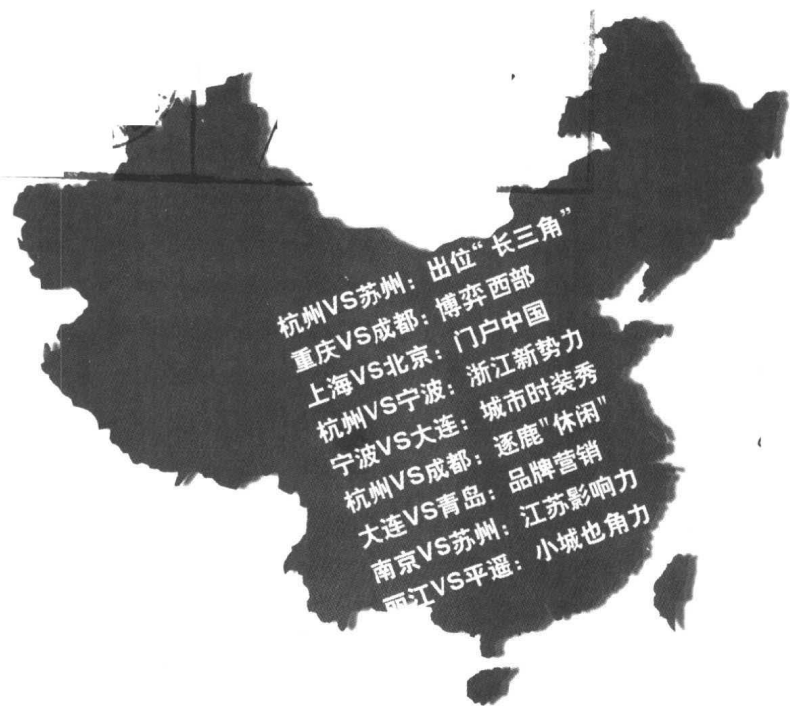 杭州VS苏州：出位“长三角”
重庆VS成都：博弈西部
上海VS北京：门户中国
杭州VS宁波：浙江新势力
宁波VS大连：城市时装秀
杭州VS成都：逐鹿"休闲"
大连VS青岛：品牌营销
南京VS苏州：江苏影响力
丽江VS平遥：小城也角力